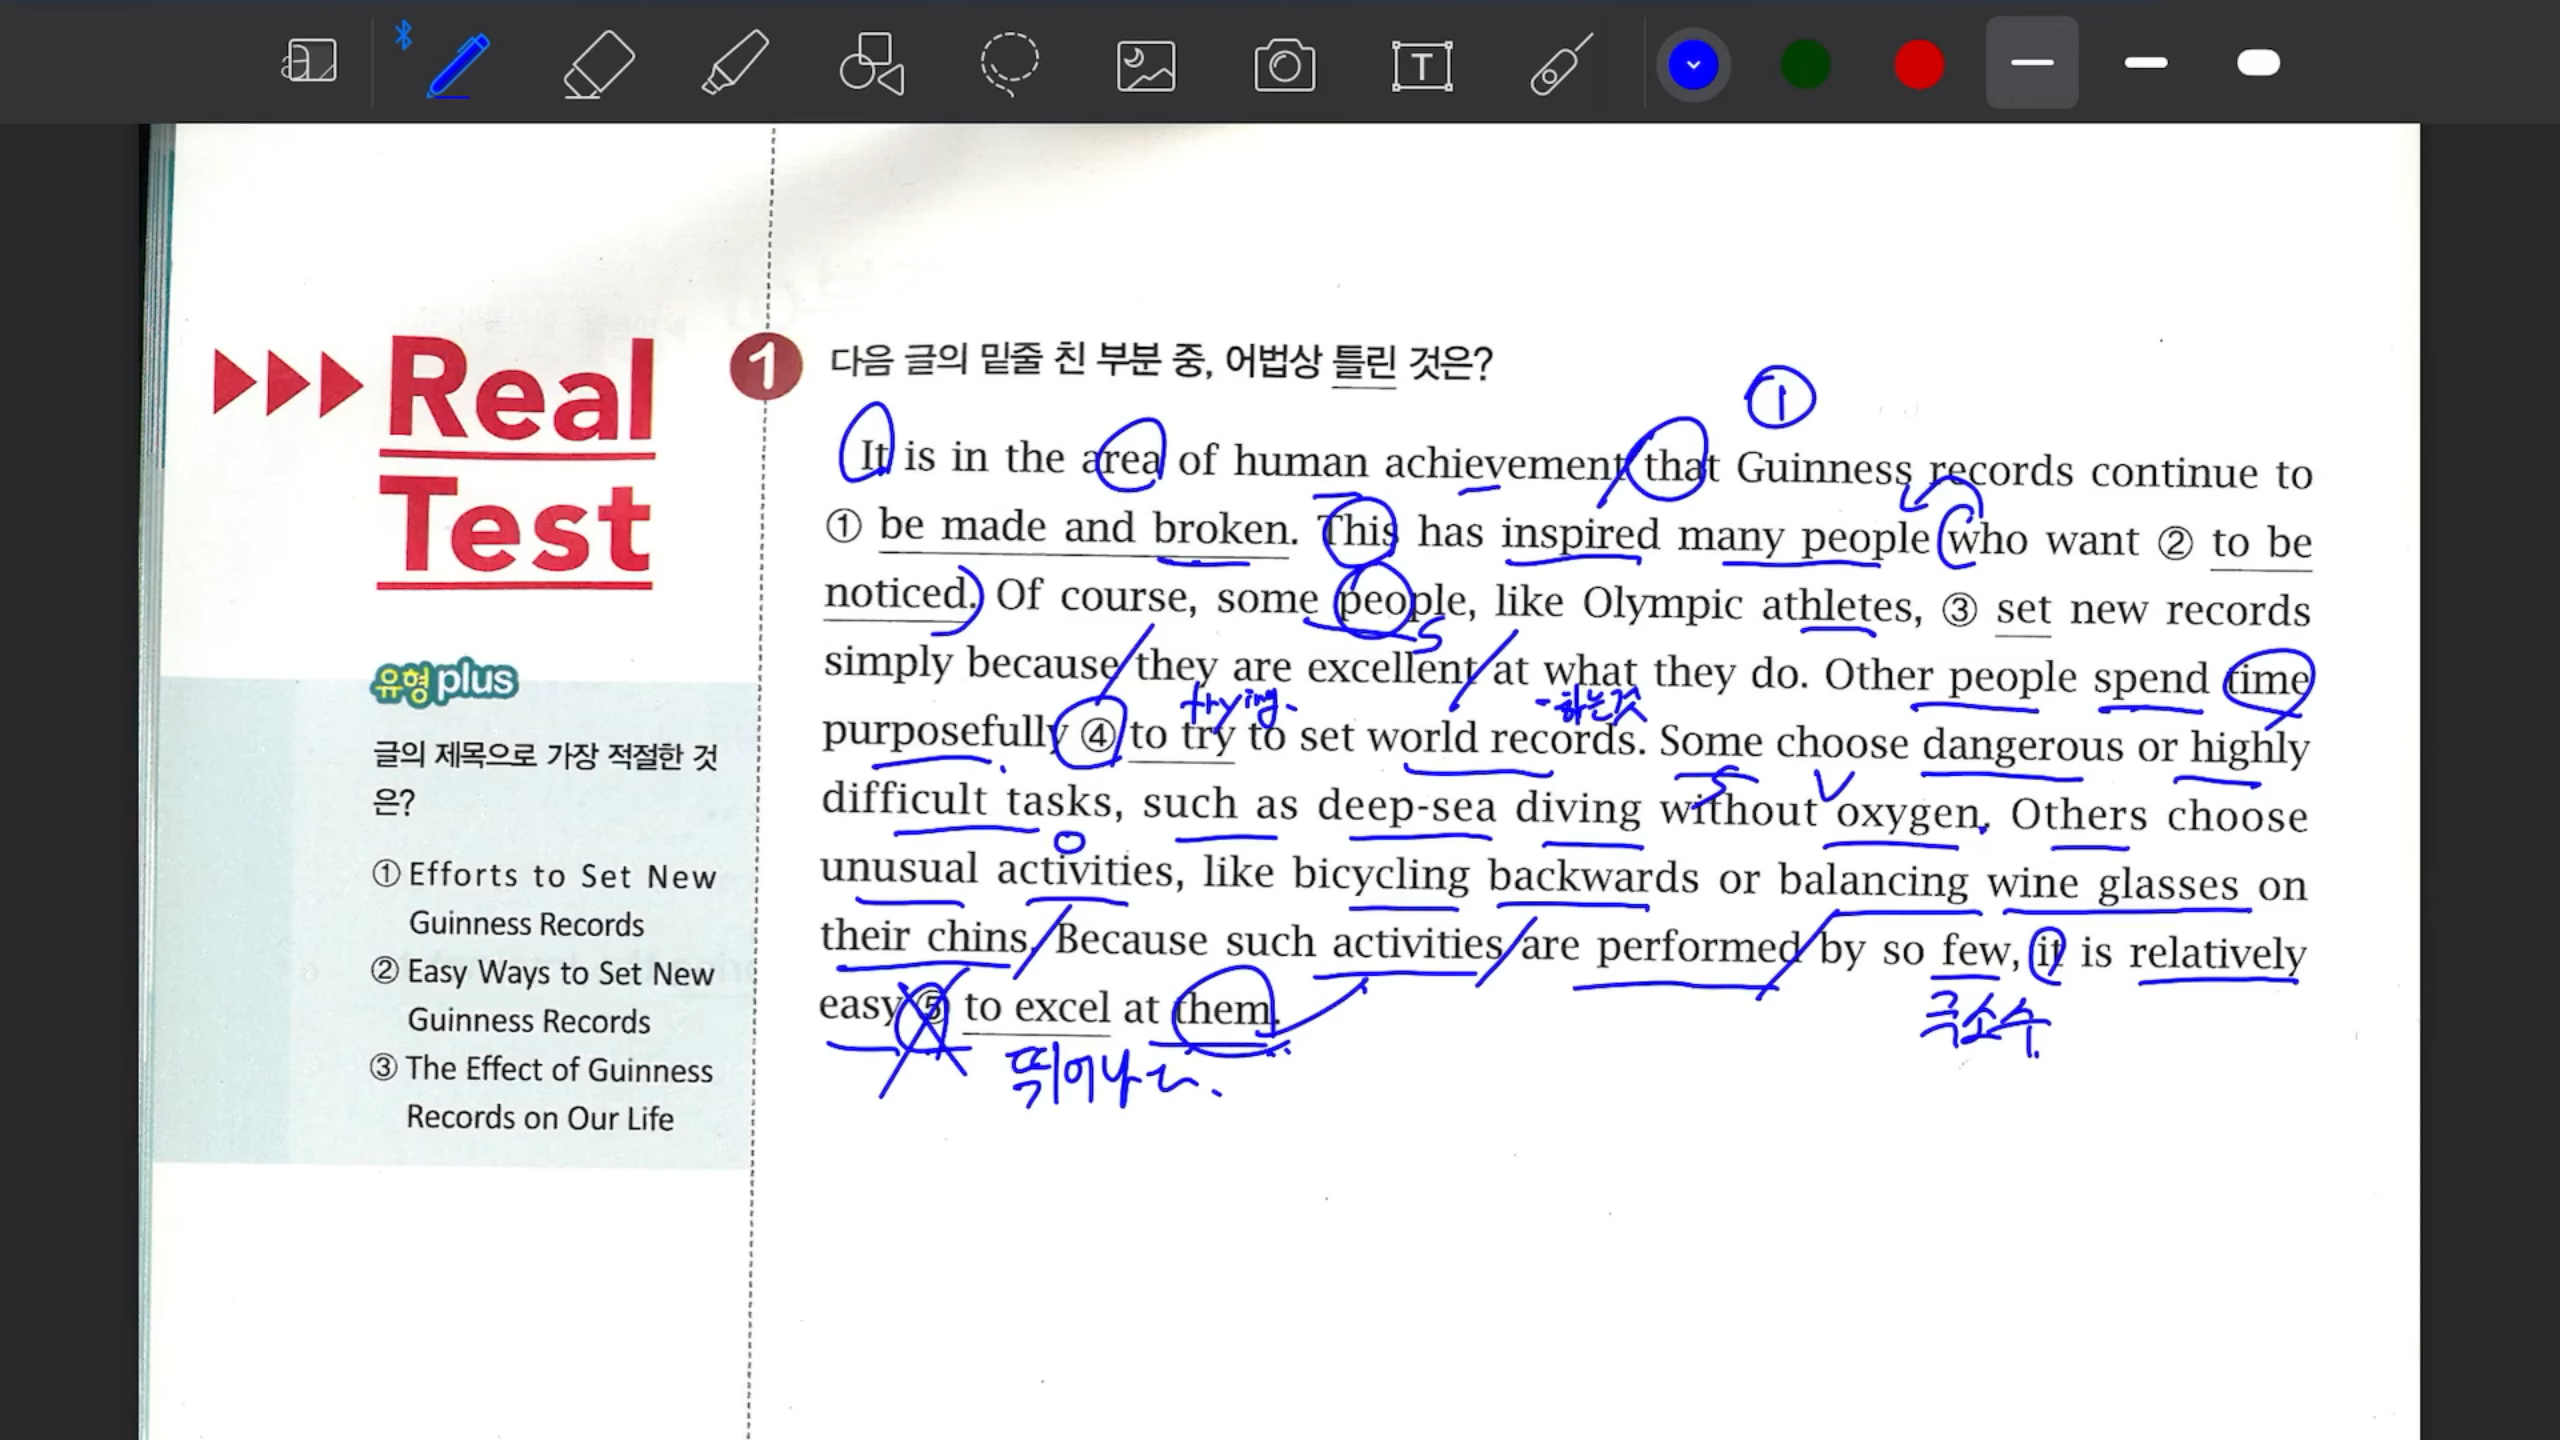 Real
Test
유형plus
글의 제목으로 가장 적절한 것
은?
① Efforts to Set New
Guinness Records
② Easy Ways to Set New
Guinness Records
③ The Effect of Guinness
Records on Our Life
1 다음 글의 밑줄 친 부분 중, 어법상 틀린 것은?
①
It is in the area of human achievement that Guinness records continue to
① be made and broken. This has inspired many people who want ② to be
noticed. Of course, some people, like Olympic athletes, ③ set new records
S
simply because they are excellent at what they do. Other people spend time
trying. -하는것
purposefully ④ to try to set world records. Some choose dangerous or highly
S V
difficult tasks, such as deep-sea diving without oxygen. Others choose
O
unusual activities, like bicycling backwards or balancing wine glasses on
their chins. Because such activities are performed by so few, it is relatively
극소수.
easy ⑤ to excel at them.
뛰어나다.